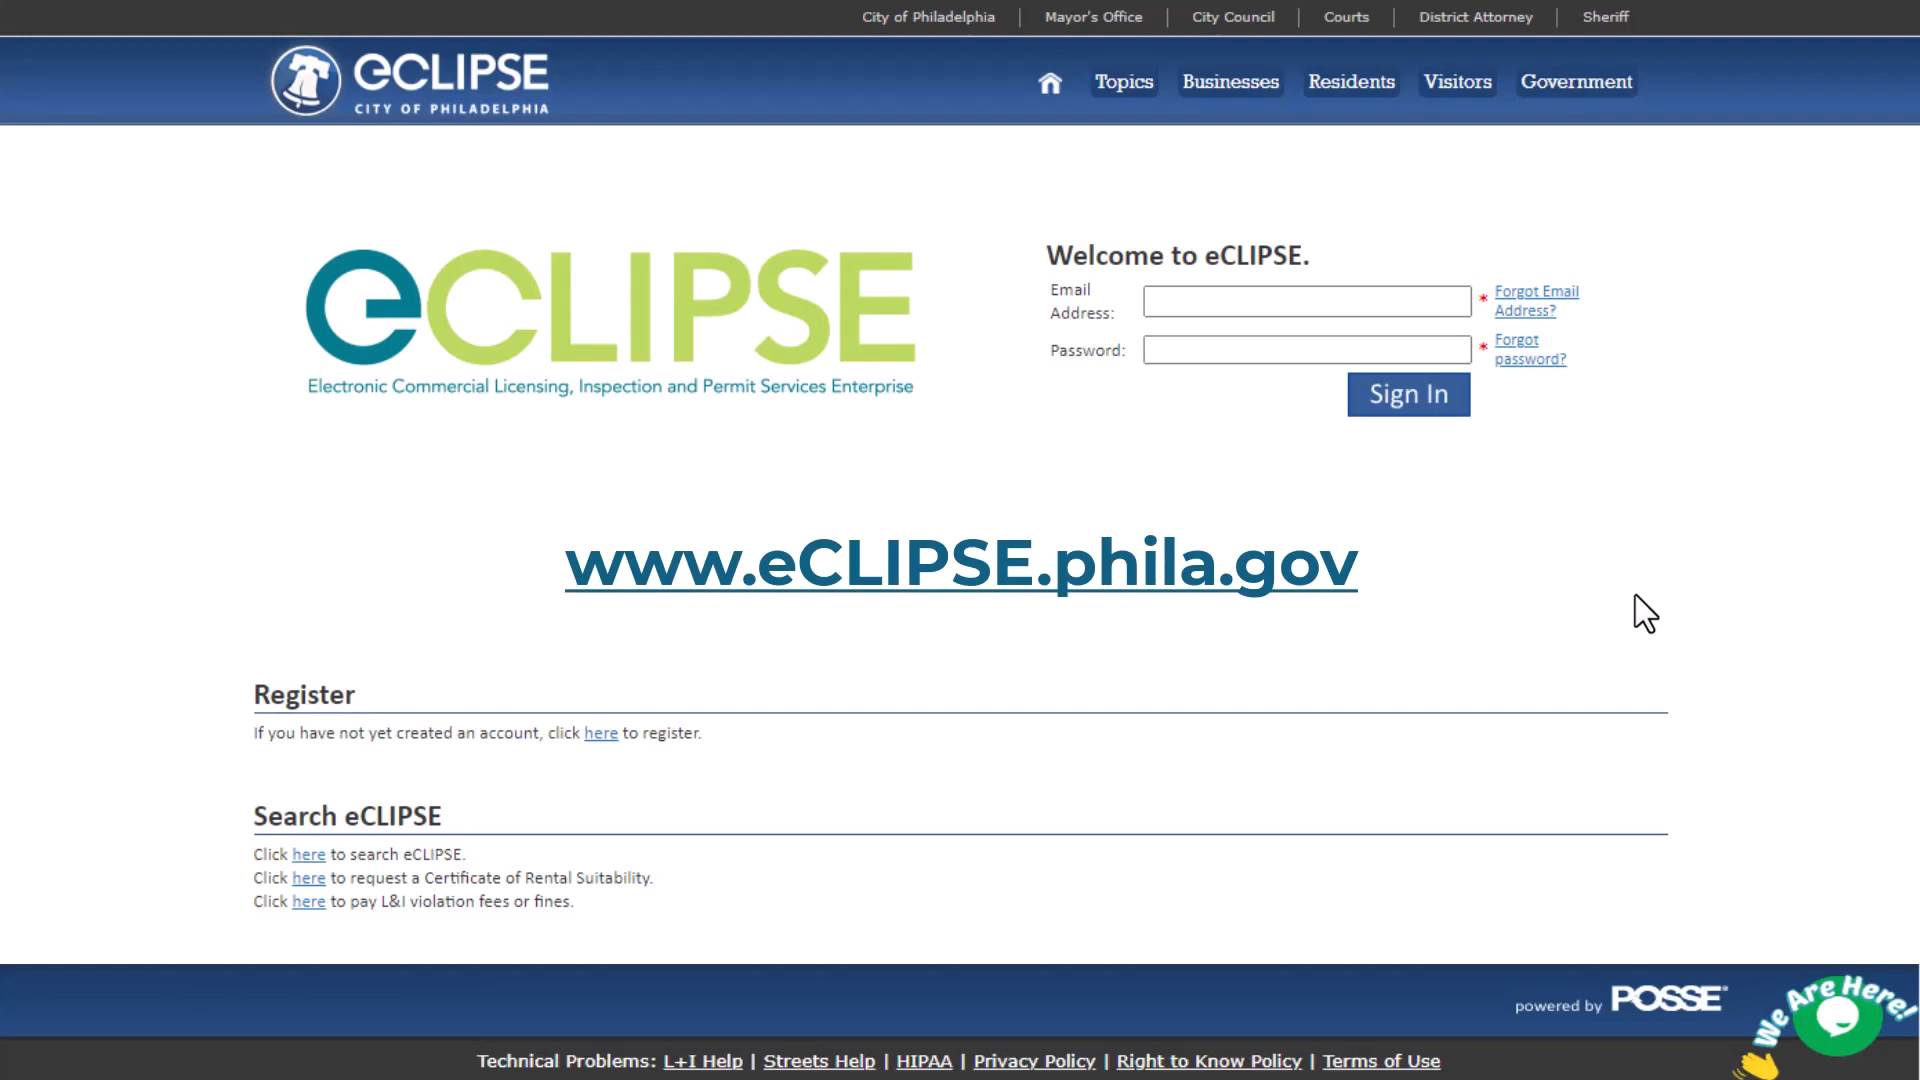 City of Philadelphia | Mayor's Office | City Council | Courts | District Attorney | Sheriff
eCLIPSE
CITY OF PHILADELPHIA
Topics Businesses Residents Visitors Government
eCLIPSE
Electronic Commercial Licensing, Inspection and Permit Services Enterprise
Welcome to eCLIPSE.
Email
Address:
* Forgot Email
Address?
Password:
* Forgot
password?
Sign In
www.eCLIPSE.phila.gov
Register
If you have not yet created an account, click here to register.
Search eCLIPSE
Click here to search eCLIPSE.
Click here to request a Certificate of Rental Suitability.
Click here to pay L&I violation fees or fines.
powered by POSSE®
We Are Here!
Technical Problems: L+I Help | Streets Help | HIPAA | Privacy Policy | Right to Know Policy | Terms of Use